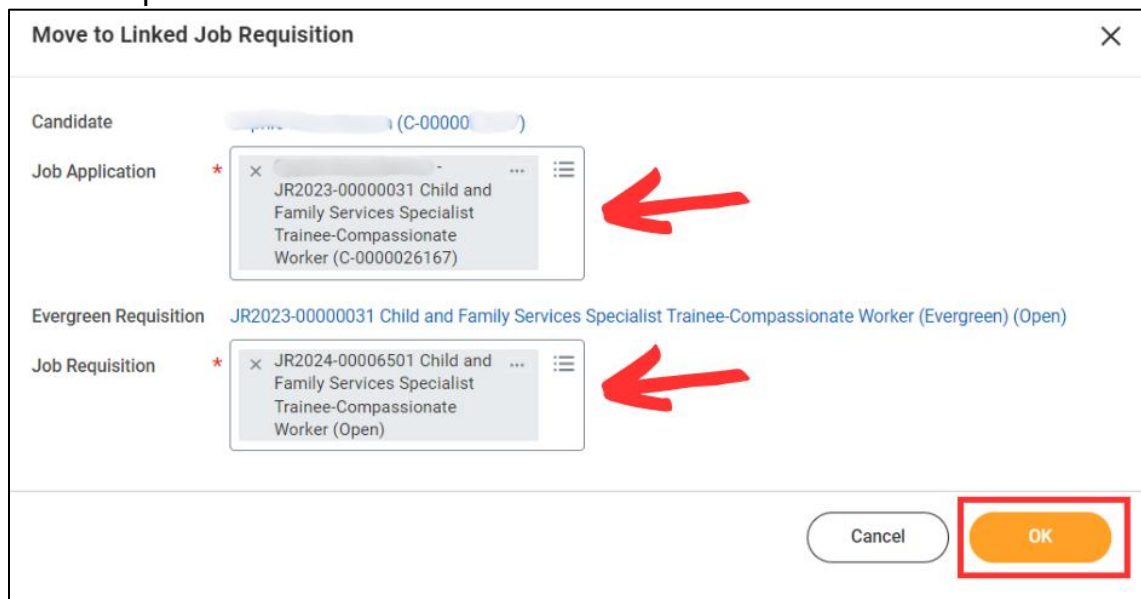 Move to Linked Job Requisition
Candidate
(C-00000
)
Job Application *
-
JR2023-00000031 Child and
Family Services Specialist
Trainee-Compassionate
Worker (C-0000026167)
Evergreen Requisition JR2023-00000031 Child and Family Services Specialist Trainee-Compassionate Worker (Evergreen) (Open)
Job Requisition *
JR2024-00006501 Child and
Family Services Specialist
Trainee-Compassionate
Worker (Open)
Cancel OK